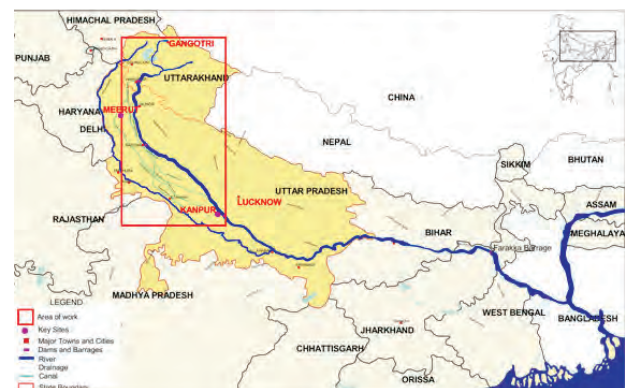 HIMACHAL PRADESH
GANGOTRI
PUNJAB
UTTARAKHAND
CHINA
HARYANA
MEERUT
DELHI
NEPAL
SIKKIM
BHUTAN
UTTAR PRADESH
LUCKNOW
KANPUR
ASSAM
RAJASTHAN
BIHAR
Farakka Barrage
MEGHALAYA
LEGEND
MADHYA PRADESH
Area of work
Key Sites
Major Towns and Cities
Dams and Barrages
River
Drainage
Canal
State Boundary
WEST BENGAL
BANGLADESH
JHARKHAND
CHHATTISGARH
ORISSA